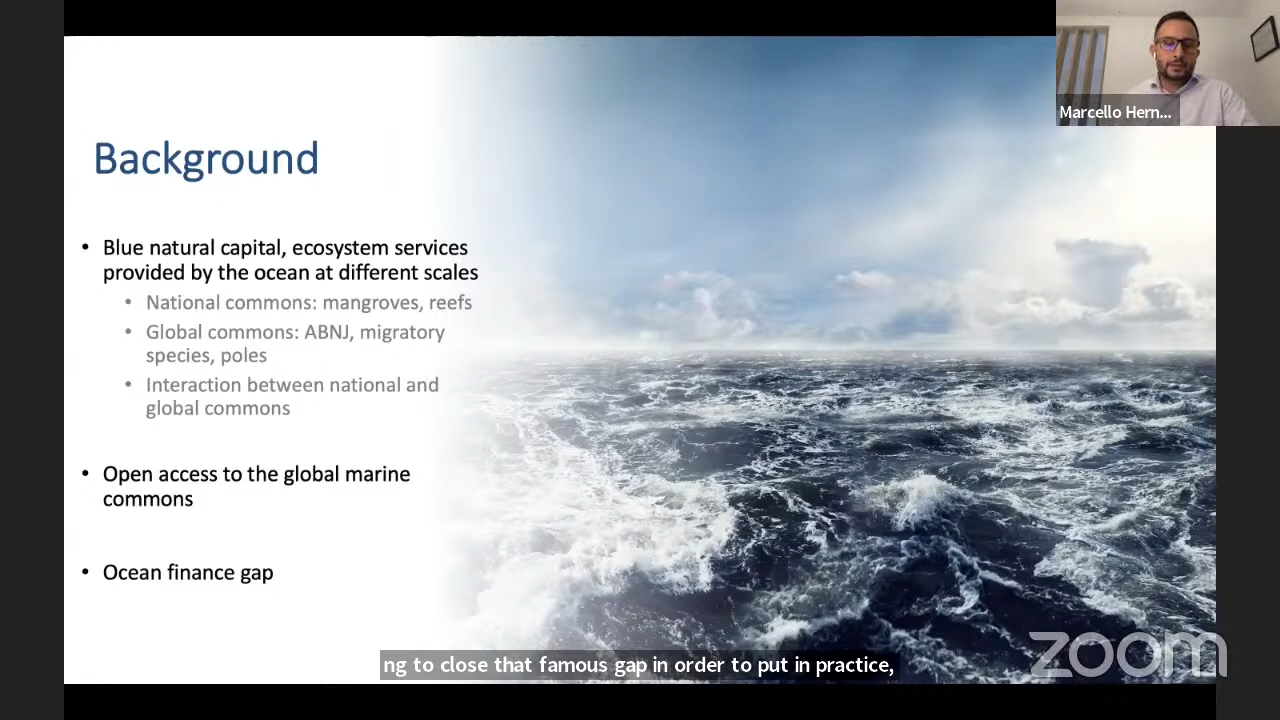 Marcello Hern...
Background
• Blue natural capital, ecosystem services
provided by the ocean at different scales
• National commons: mangroves, reefs
• Global commons: ABNJ, migratory
species, poles
• Interaction between national and
global commons
• Open access to the global marine
commons
• Ocean finance gap
ng to close that famous gap in order to put in practice,
zoom